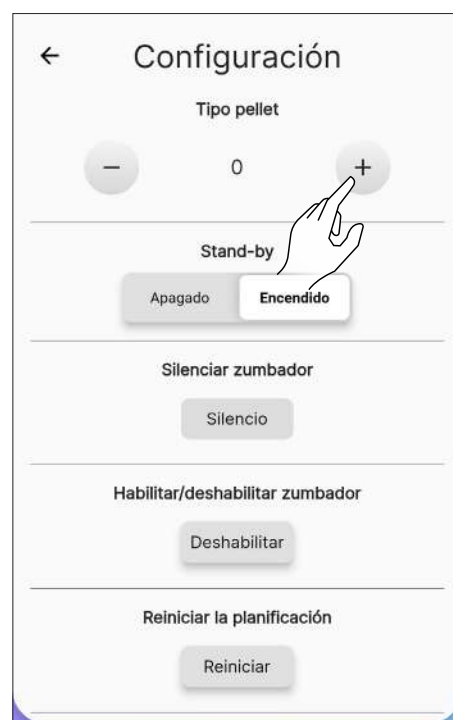 ← Configuración
Tipo pellet
− 0 +
Stand-by
Apagado Encendido
Silenciar zumbador
Silencio
Habilitar/deshabilitar zumbador
Deshabilitar
Reiniciar la planificación
Reiniciar